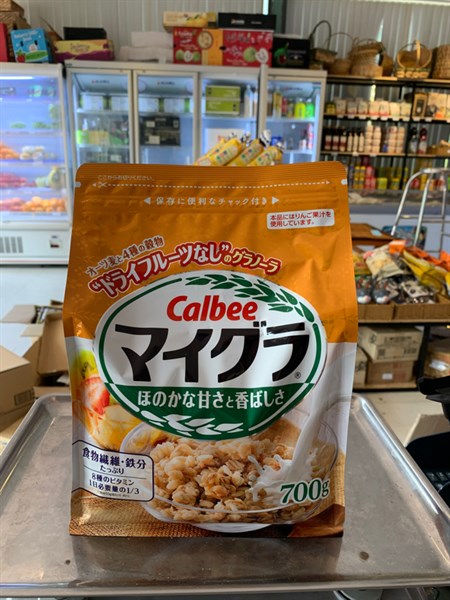 ◀ 保存に便利なチャック付き ▶
本品にはりんご果汁を
使用しています。
オーツ麦と4種の穀物
“ドライフルーツなし”のグラノーラ
Calbee
マイグラ®
ほのかな甘さと香ばしさ
食物繊維・鉄分
たっぷり
8種のビタミン
1日必要量の1/3
700g